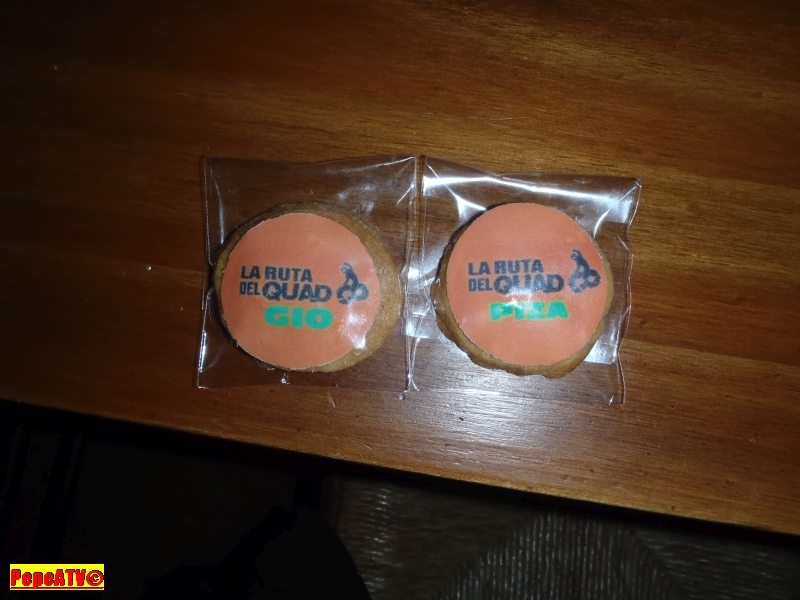 LA RUTA
DEL QUAD
GIO
LA RUTA
DEL QUAD
PIZA
PepeATV©